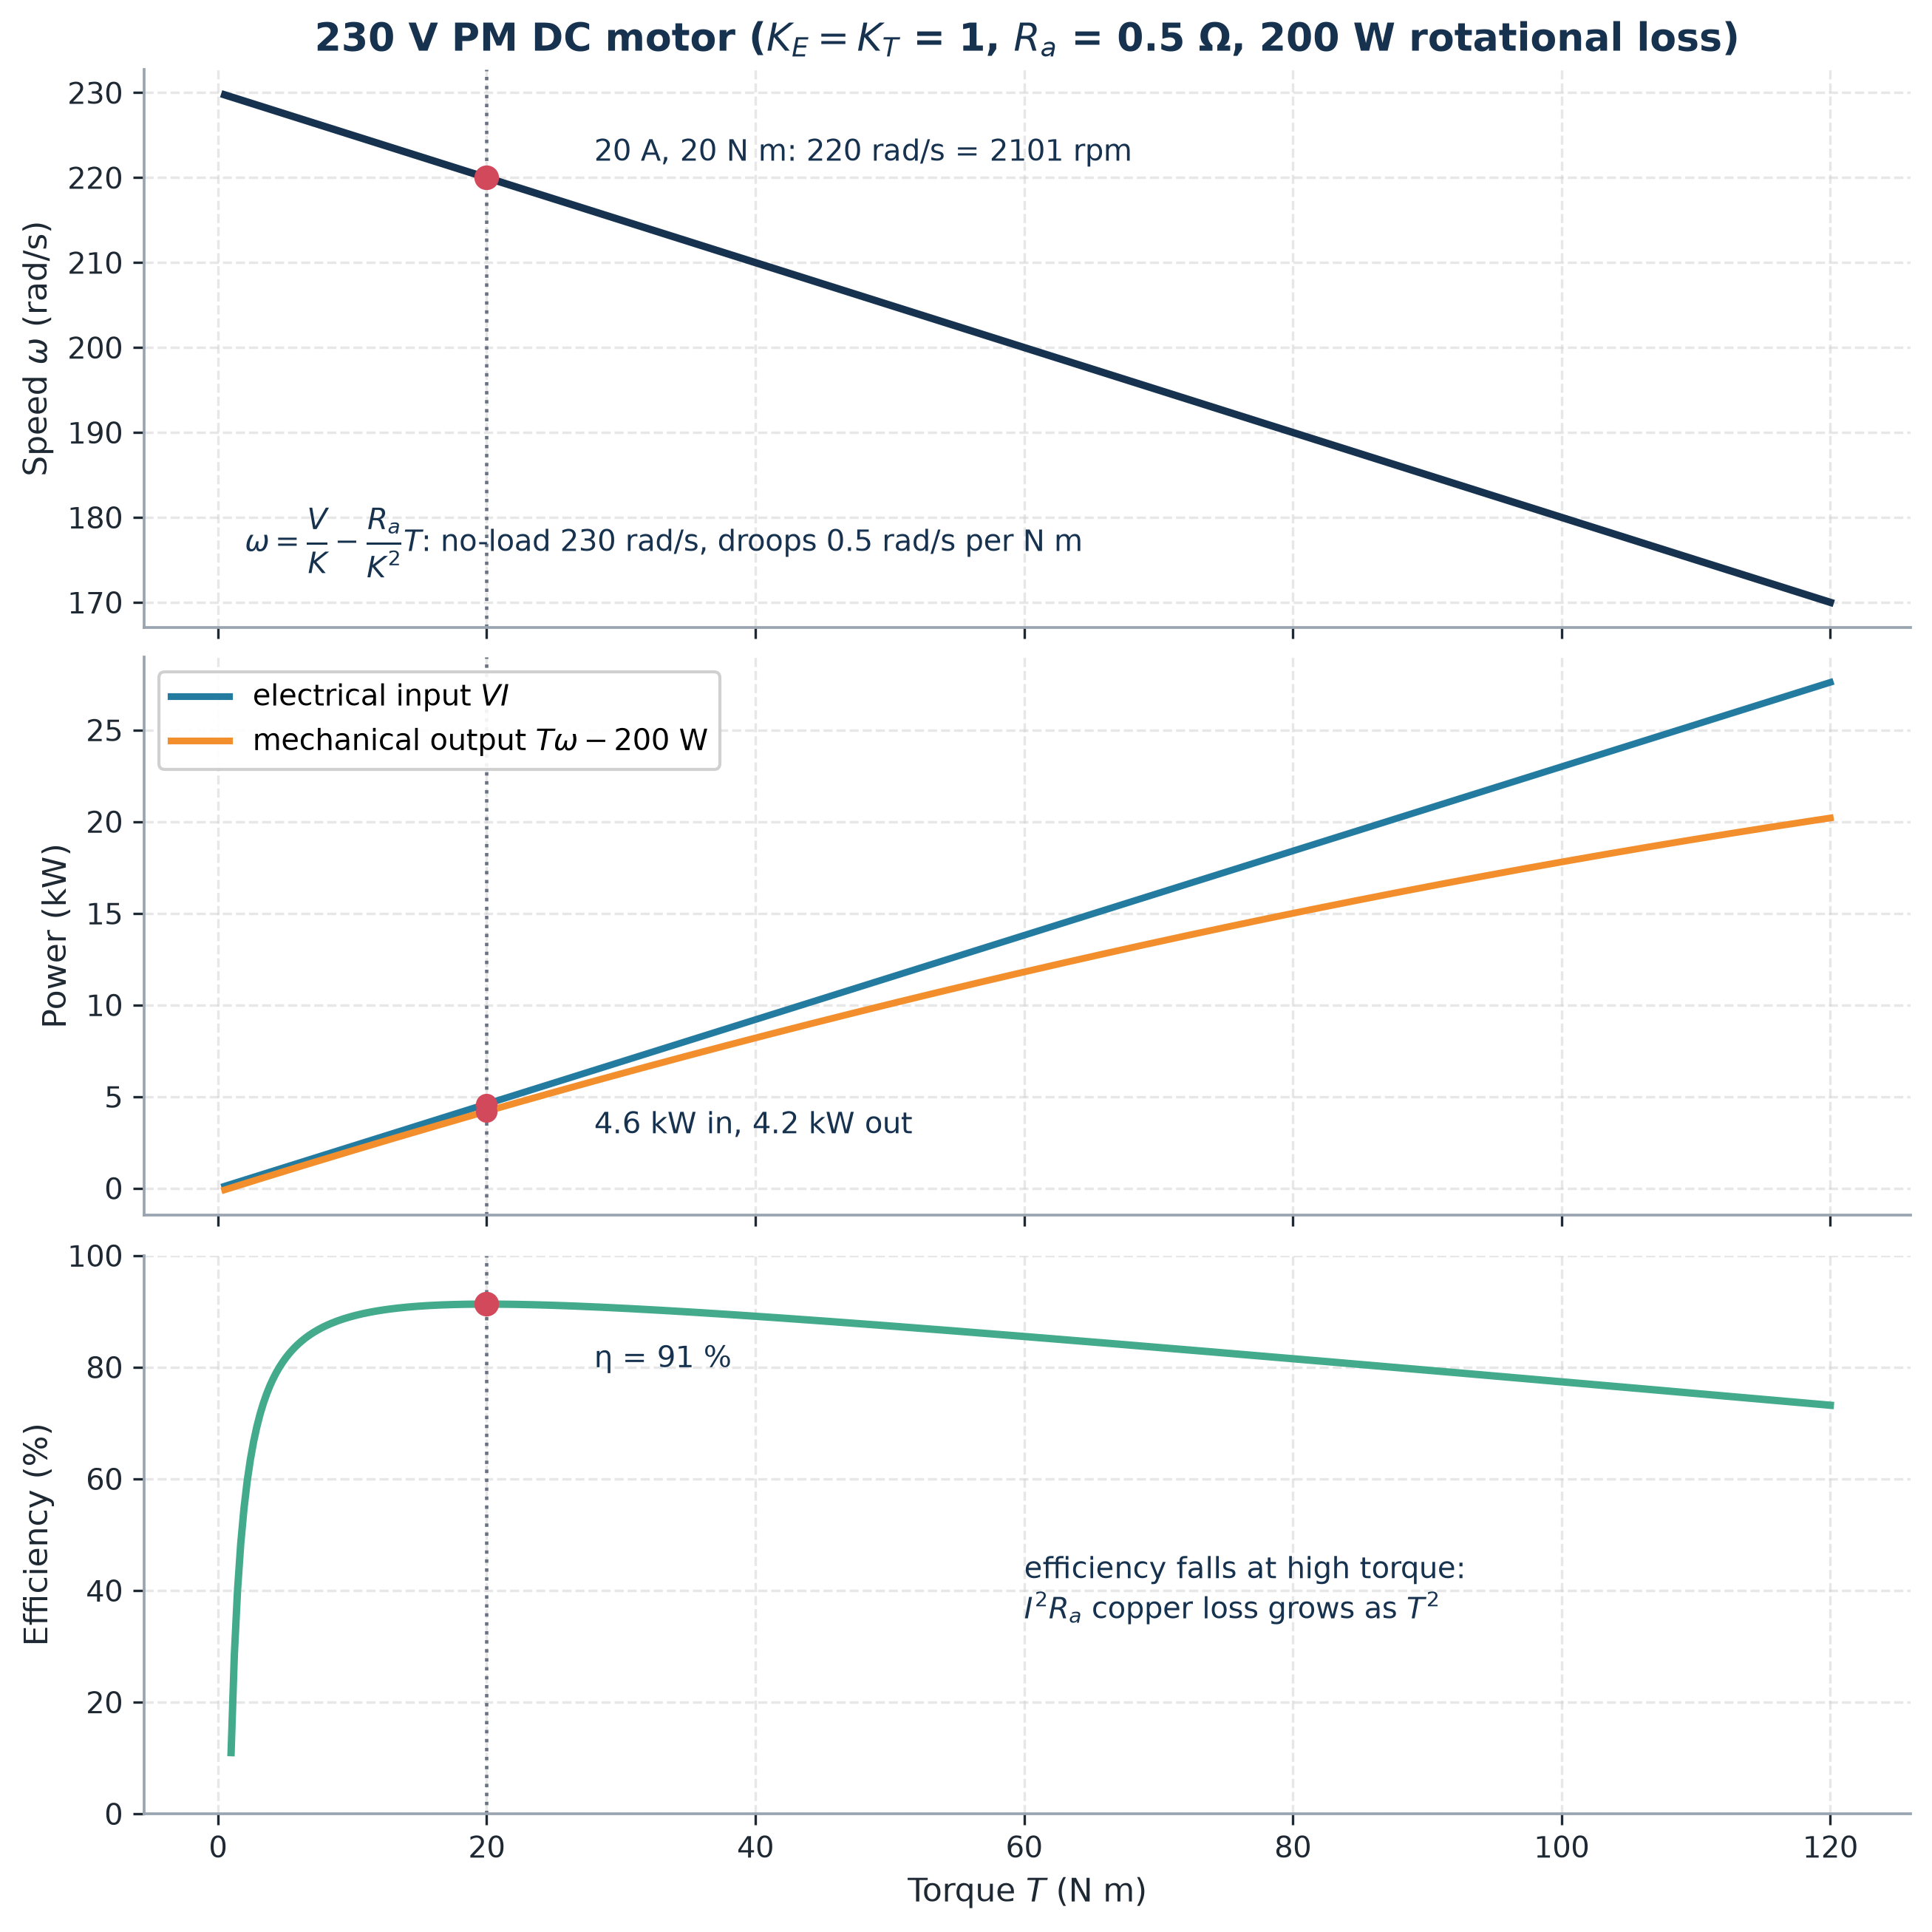 230 V PM DC motor (K_E = K_T = 1, R_a = 0.5 Ω, 200 W rotational loss)
Speed ω (rad/s)
230
220
210
200
190
180
170
20 A, 20 N m: 220 rad/s = 2101 rpm
ω = V/K − R_a/K² T: no-load 230 rad/s, droops 0.5 rad/s per N m
Power (kW)
25
20
15
10
5
0
electrical input VI
mechanical output Tω − 200 W
4.6 kW in, 4.2 kW out
Efficiency (%)
100
80
60
40
20
0
η = 91 %
efficiency falls at high torque:
I²R_a copper loss grows as T²
0 20 40 60 80 100 120
Torque T (N m)